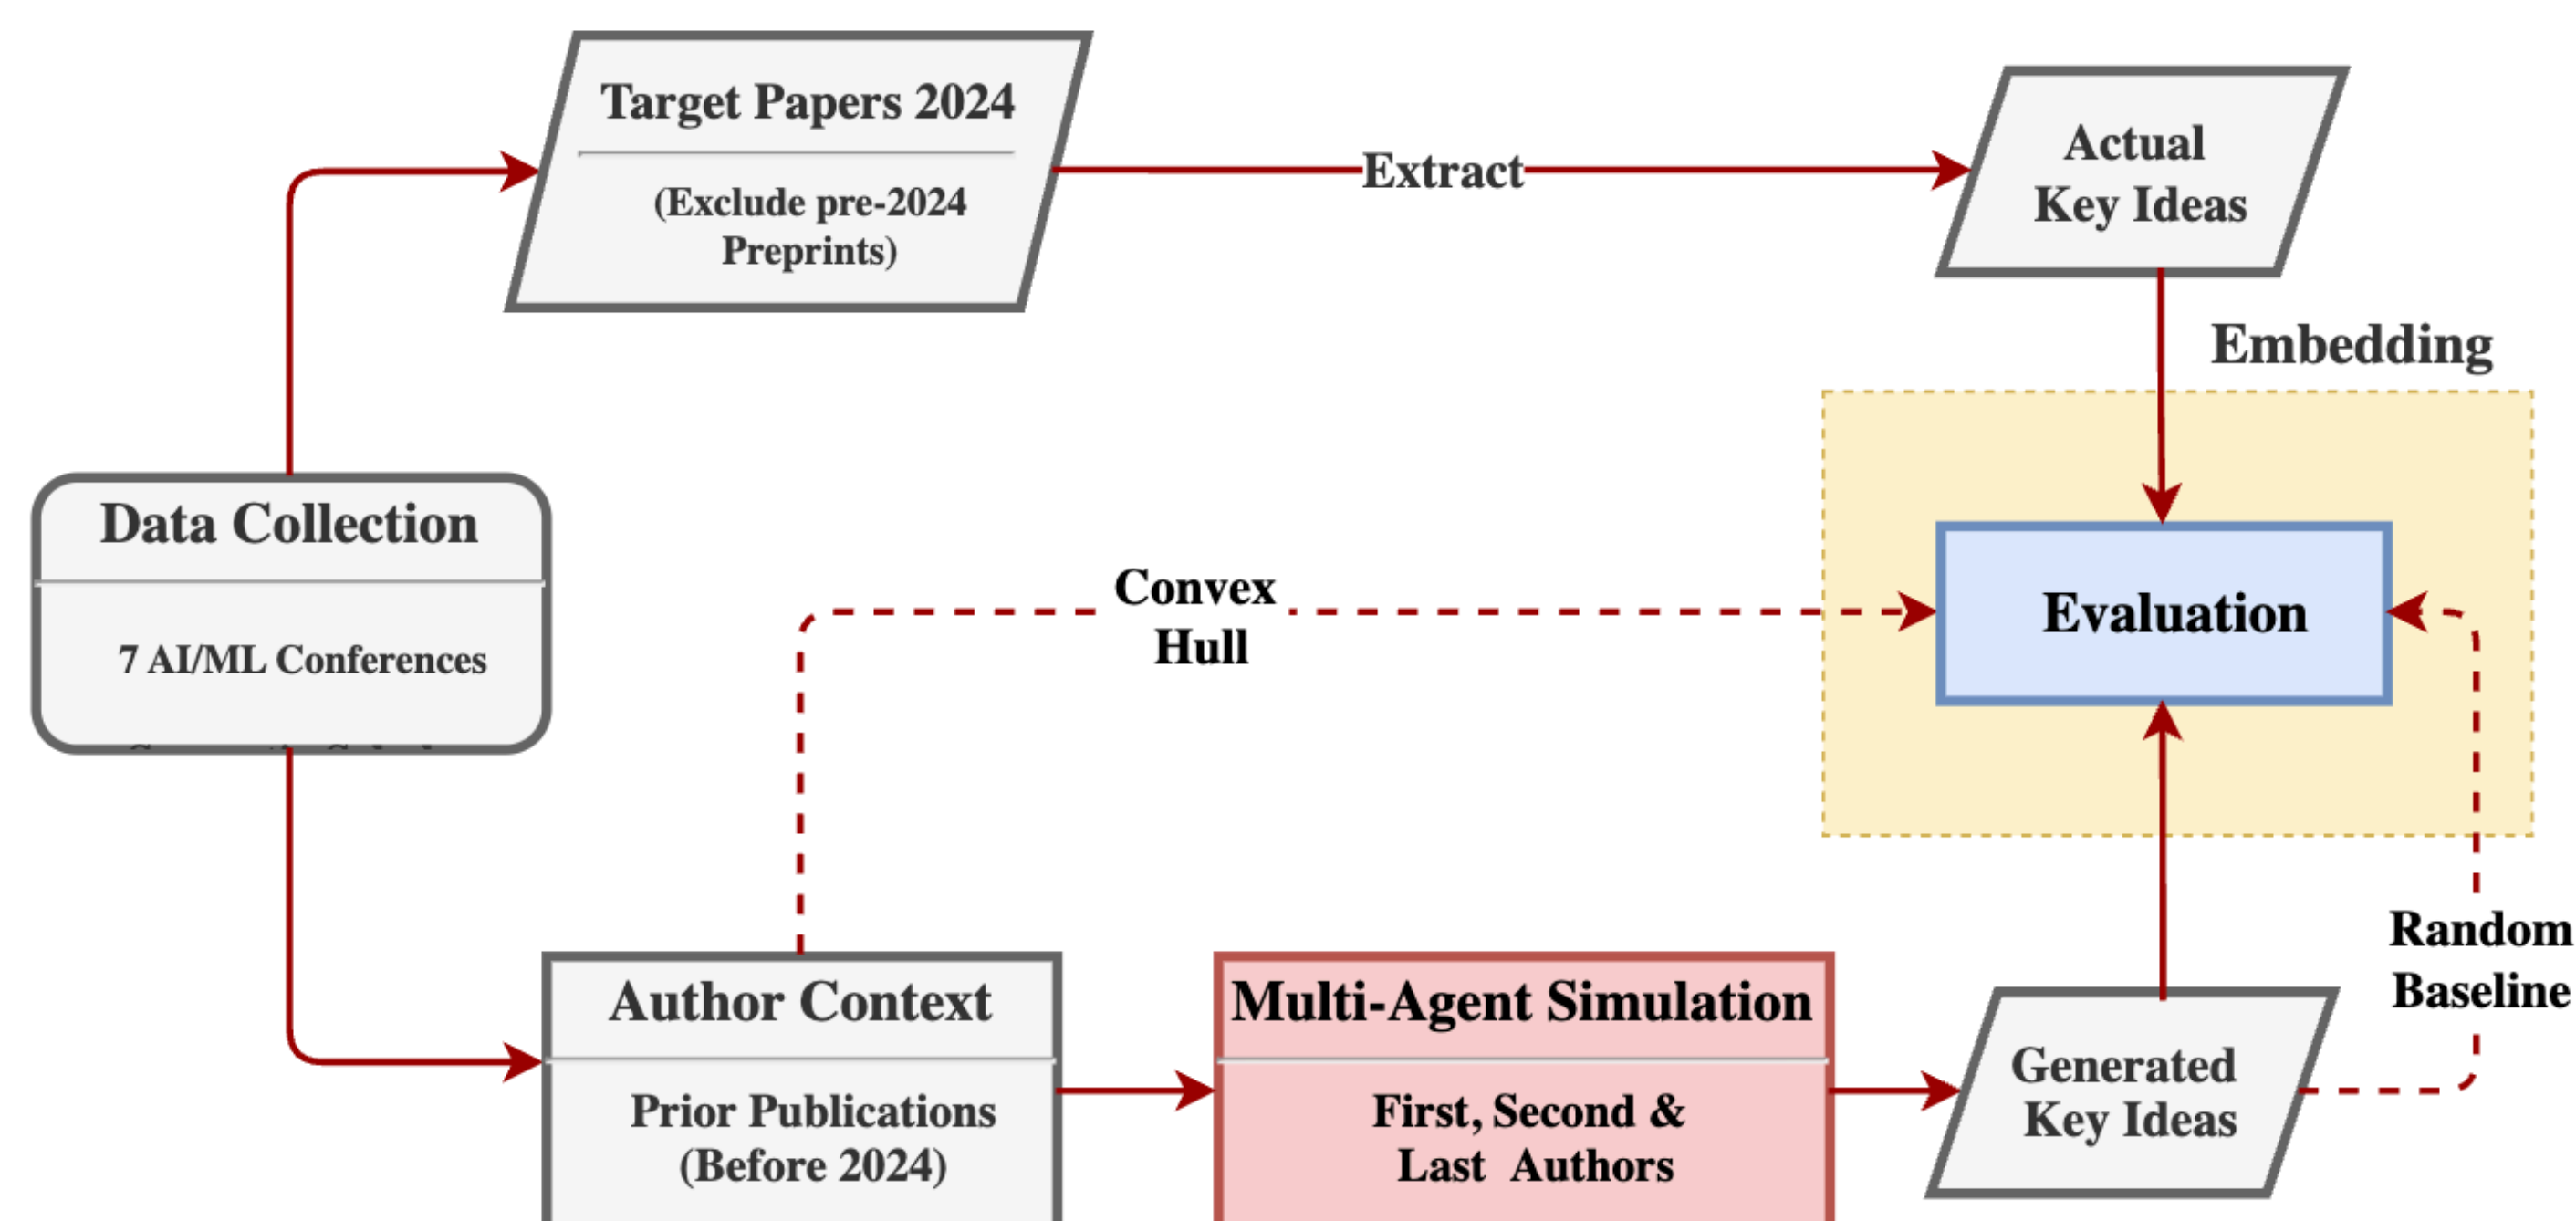 Target Papers 2024
(Exclude pre-2024
Preprints)
Extract
Actual
Key Ideas
Embedding
Data Collection
7 AI/ML Conferences
Convex
Hull
Evaluation
Random
Baseline
Author Context
Prior Publications
(Before 2024)
Multi-Agent Simulation
First, Second &
Last Authors
Generated
Key Ideas